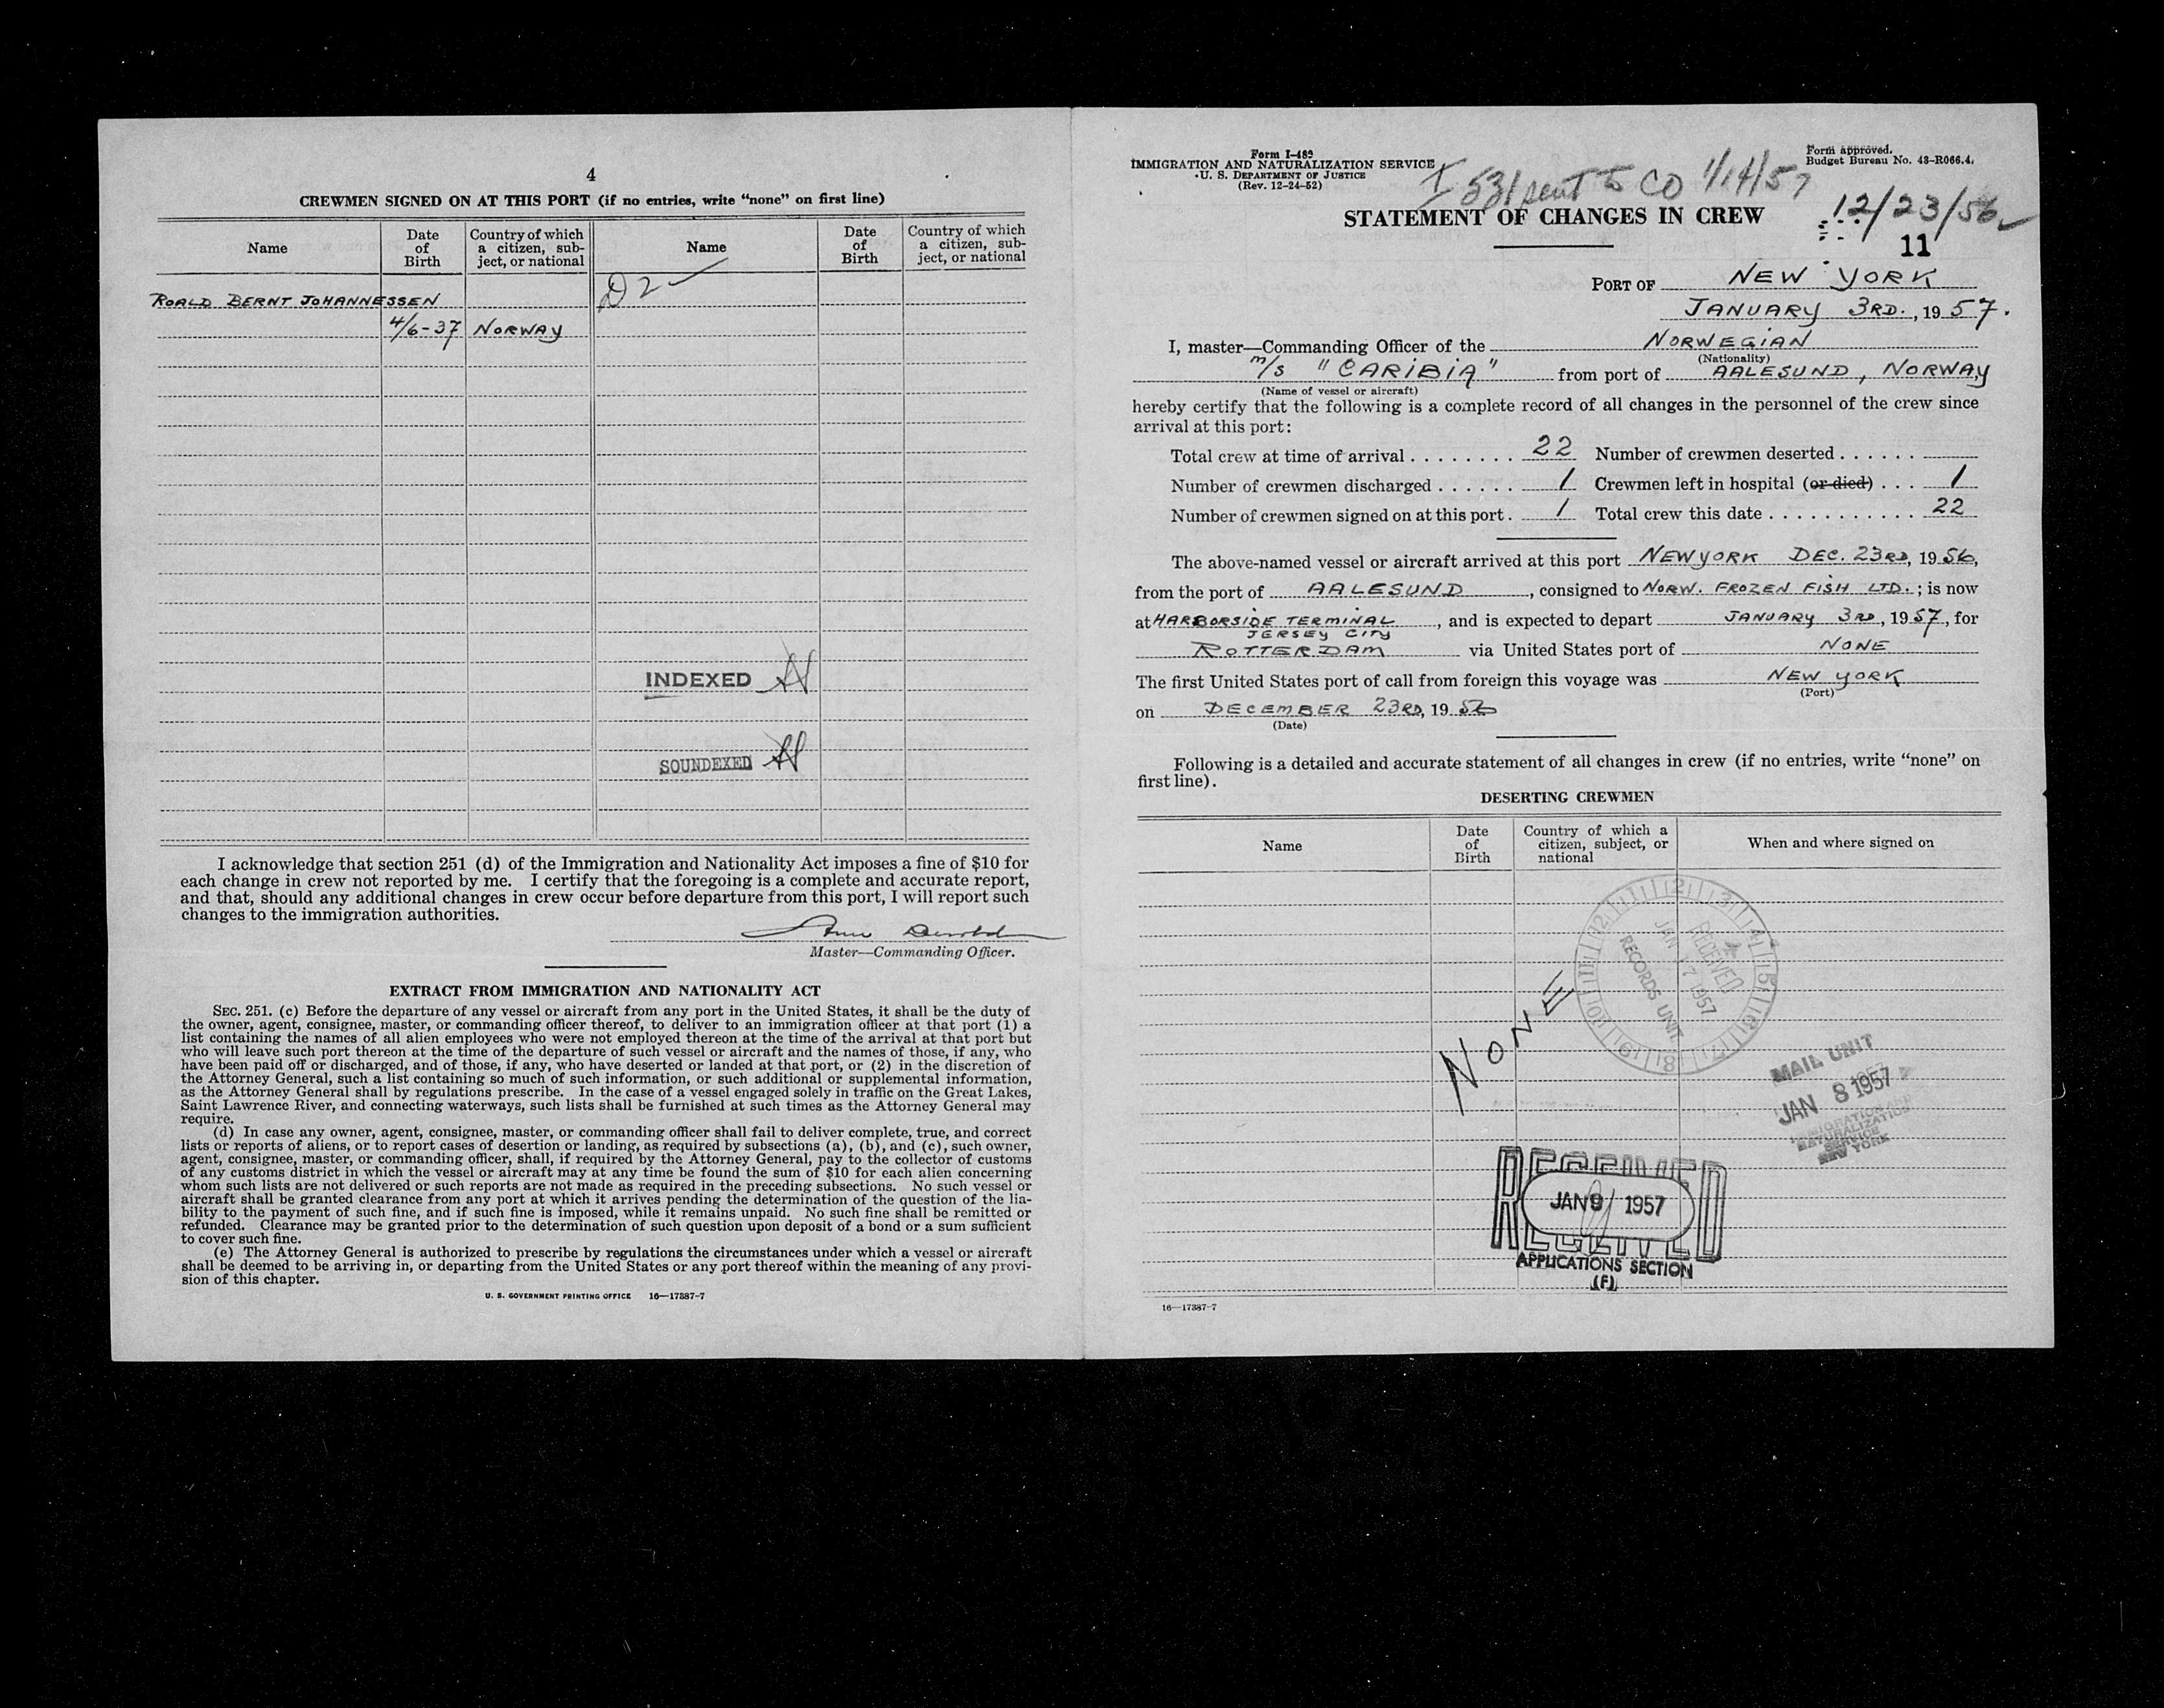 4
CREWMEN SIGNED ON AT THIS PORT (if no entries, write “none” on first line)
Name
Date of Birth
Country of which a citizen, subject, or national
Name
Date of Birth
Country of which a citizen, subject, or national
D2
ROALD BERNT JOHANNESSEN
4/6-37 NORWAY
INDEXED
SOUNDEXED
I acknowledge that section 251 (d) of the Immigration and Nationality Act imposes a fine of $10 for
each change in crew not reported by me. I certify that the foregoing is a complete and accurate report,
and that, should any additional changes in crew occur before departure from this port, I will report such
changes to the immigration authorities.
Master—Commanding Officer.
EXTRACT FROM IMMIGRATION AND NATIONALITY ACT
SEC. 251. (c) Before the departure of any vessel or aircraft from any port in the United States, it shall be the duty of
the owner, agent, consignee, master, or commanding officer thereof, to deliver to an immigration officer at that port (1) a
list containing the names of all alien employees who were not employed thereon at the time of the arrival at that port but
who will leave such port thereon at the time of the departure of such vessel or aircraft and the names of those, if any, who
have been paid off or discharged, and of those, if any, who have deserted or landed at that port, or (2) in the discretion of
the Attorney General, such a list containing so much of such information, or such additional or supplemental information,
as the Attorney General shall by regulations prescribe. In the case of a vessel engaged solely in traffic on the Great Lakes,
Saint Lawrence River, and connecting waterways, such lists shall be furnished at such times as the Attorney General may
require.
(d) In case any owner, agent, consignee, master, or commanding officer shall fail to deliver complete, true, and correct
lists or reports of aliens, or to report cases of desertion or landing, as required by subsections (a), (b), and (c), such owner,
agent, consignee, master, or commanding officer, shall, if required by the Attorney General, pay to the collector of customs
of any customs district in which the vessel or aircraft may at any time be found the sum of $10 for each alien concerning
whom such lists are not delivered or such reports are not made as required in the preceding subsections. No such vessel or
aircraft shall be granted clearance from any port at which it arrives pending the determination of the question of the lia-
bility to the payment of such fine, and if such fine is imposed, while it remains unpaid. No such fine shall be remitted or
refunded. Clearance may be granted prior to the determination of such question upon deposit of a bond or a sum sufficient
to cover such fine.
(e) The Attorney General is authorized to prescribe by regulations the circumstances under which a vessel or aircraft
shall be deemed to be arriving in, or departing from the United States or any port thereof within the meaning of any provi-
sion of this chapter.
U. S. GOVERNMENT PRINTING OFFICE 16—17387-7
Form I-489
IMMIGRATION AND NATURALIZATION SERVICE
U. S. DEPARTMENT OF JUSTICE
(Rev. 12-24-52)
Form approved.
Budget Bureau No. 43-R066.4.
I 531 sent to CO 1/14/57
12/23/56
STATEMENT OF CHANGES IN CREW
11
PORT OF NEW YORK
JANUARY 3RD., 1957.
I, master—Commanding Officer of the NORWEGIAN
(Nationality)
m/s "CARIBIA" from port of AALESUND, NORWAY
(Name of vessel or aircraft)
hereby certify that the following is a complete record of all changes in the personnel of the crew since
arrival at this port:
Total crew at time of arrival . . . . . . . . 22 Number of crewmen deserted . . . . . .
Number of crewmen discharged . . . . . . 1 Crewmen left in hospital (or died) . . . 1
Number of crewmen signed on at this port. 1 Total crew this date . . . . . . . . . . . . 22
The above-named vessel or aircraft arrived at this port NEW YORK DEC. 23RD, 1956,
from the port of AALESUND, consigned to NORW. FROZEN FISH LTD.; is now
at HARBORSIDE TERMINAL, and is expected to depart JANUARY 3RD, 1957, for
JERSEY CITY
ROTTERDAM via United States port of NONE
The first United States port of call from foreign this voyage was NEW YORK
(Port)
on DECEMBER 23RD, 1956
(Date)
Following is a detailed and accurate statement of all changes in crew (if no entries, write “none” on
first line).
DESERTING CREWMEN
Name
Date of Birth
Country of which a citizen, subject, or national
When and where signed on
NONE
RECEIVED
JAN 17 1957
RECORDS UNIT
MAIL UNIT
JAN 8 1957
IMMIGRATION AND
NATURALIZATION
SERVICE
NEW YORK
RECEIVED
JAN 9 1957
RECEIVED
APPLICATIONS SECTION
(F)
16—17387-7